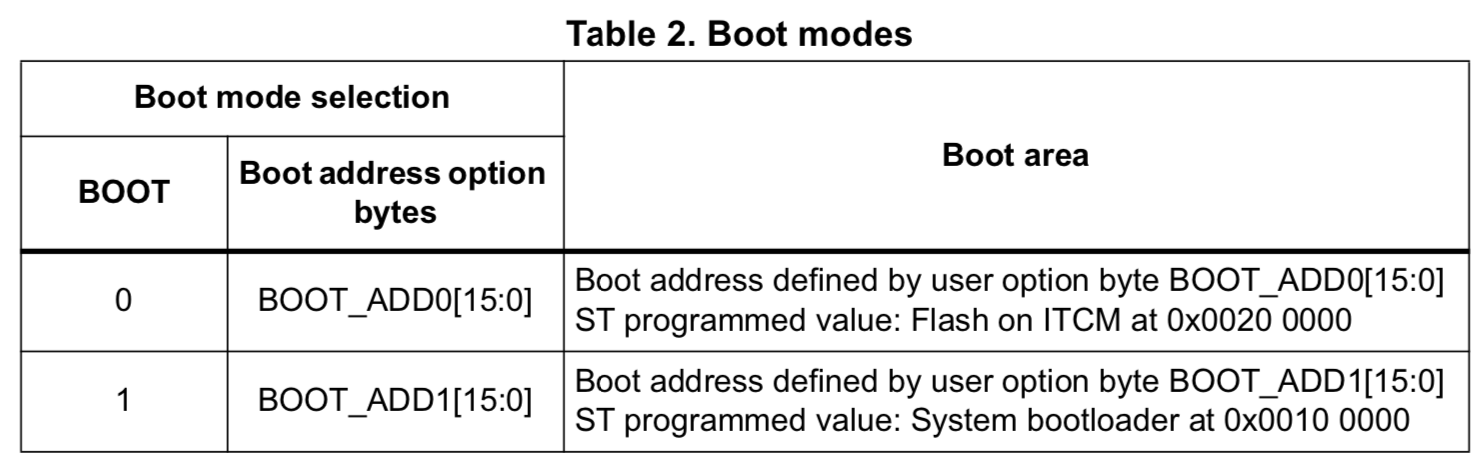 Table 2. Boot modes
Boot mode selection
Boot area
BOOT
Boot address option
bytes
0
BOOT_ADD0[15:0]
Boot address defined by user option byte BOOT_ADD0[15:0]
ST programmed value: Flash on ITCM at 0x0020 0000
1
BOOT_ADD1[15:0]
Boot address defined by user option byte BOOT_ADD1[15:0]
ST programmed value: System bootloader at 0x0010 0000